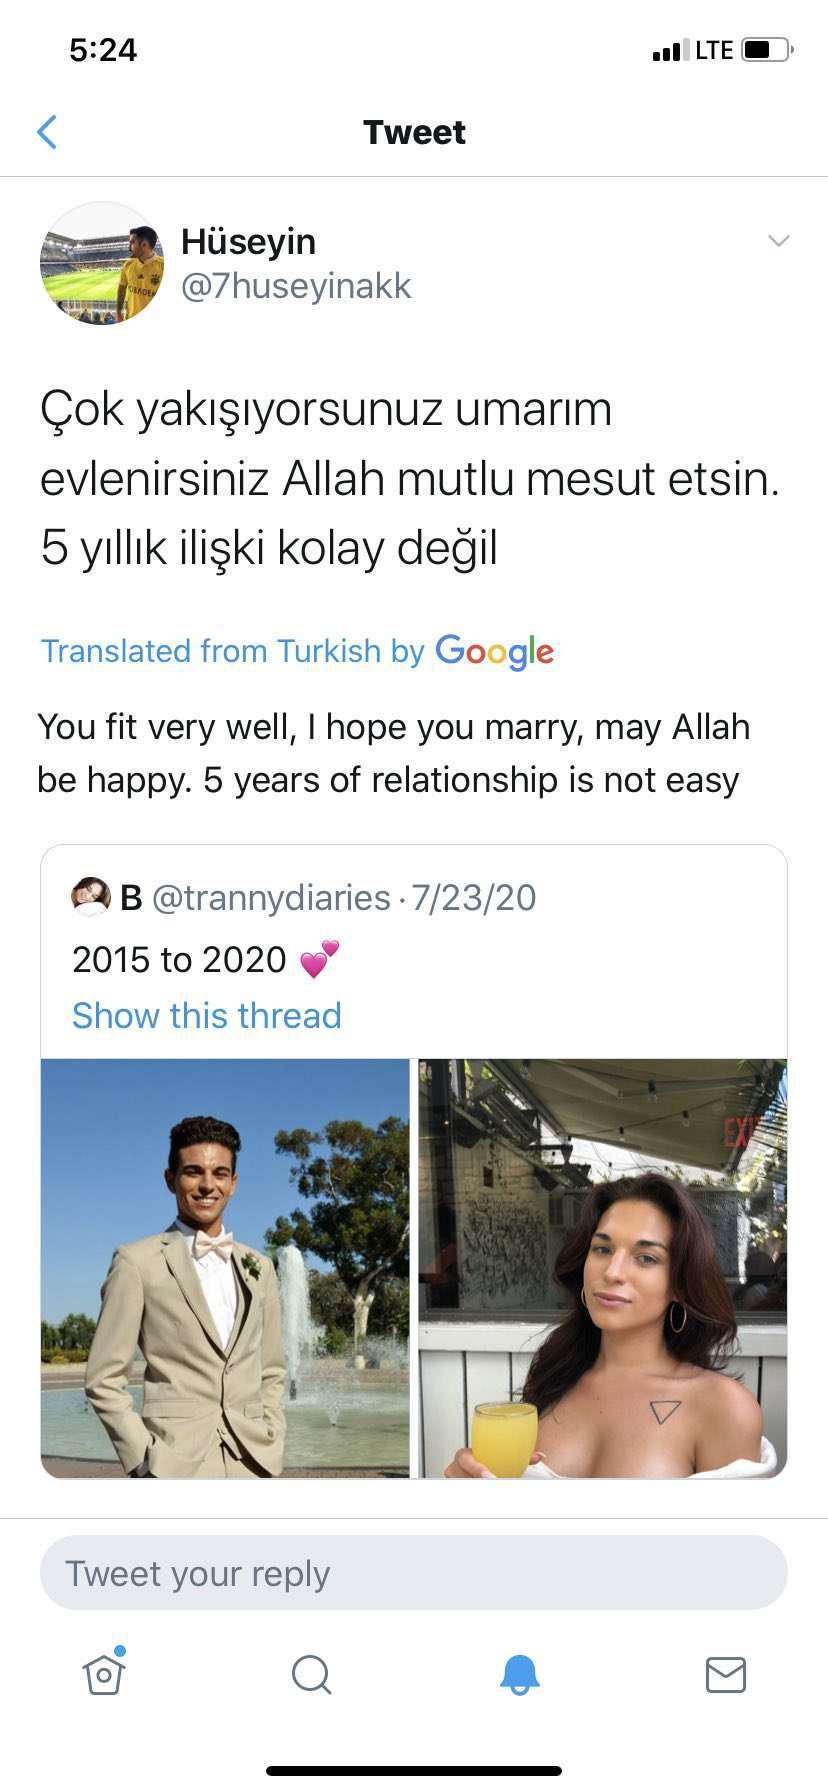 5:24
LTE
Tweet
Hüseyin
@7huseyinakk
Çok yakışıyorsunuz umarım
evlenirsiniz Allah mutlu mesut etsin.
5 yıllık ilişki kolay değil
Translated from Turkish by Google
You fit very well, I hope you marry, may Allah
be happy. 5 years of relationship is not easy
B @trannydiaries · 7/23/20
2015 to 2020 💕
Show this thread
EXIT
Tweet your reply